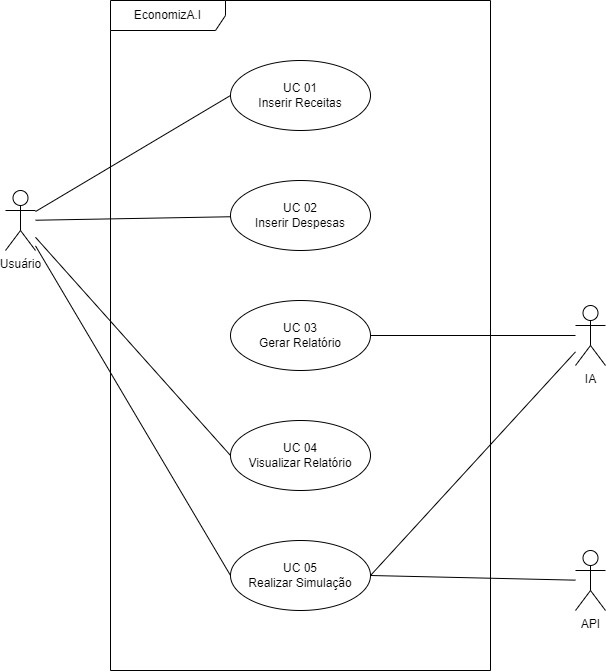 EconomizA.I
UC 01
Inserir Receitas
UC 02
Inserir Despesas
Usuário
UC 03
Gerar Relatório
IA
UC 04
Visualizar Relatório
UC 05
Realizar Simulação
API